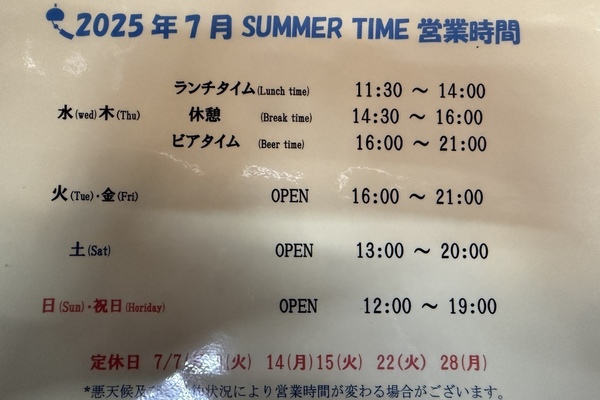 2025年7月 SUMMER TIME 営業時間
ランチタイム(Lunch time) 11:30 ～ 14:00
水(wed)木(Thu) 休憩 (Break time) 14:30 ～ 16:00
ビアタイム (Beer time) 16:00 ～ 21:00
火(Tue)・金(Fri) OPEN 16:00 ～ 21:00
土(Sat) OPEN 13:00 ～ 20:00
日(Sun)・祝日(Horiday) OPEN 12:00 ～ 19:00
定休日 7/7 (火) 14(月)15(火) 22(火) 28(月)
*悪天候及 状況により営業時間が変わる場合がございます。